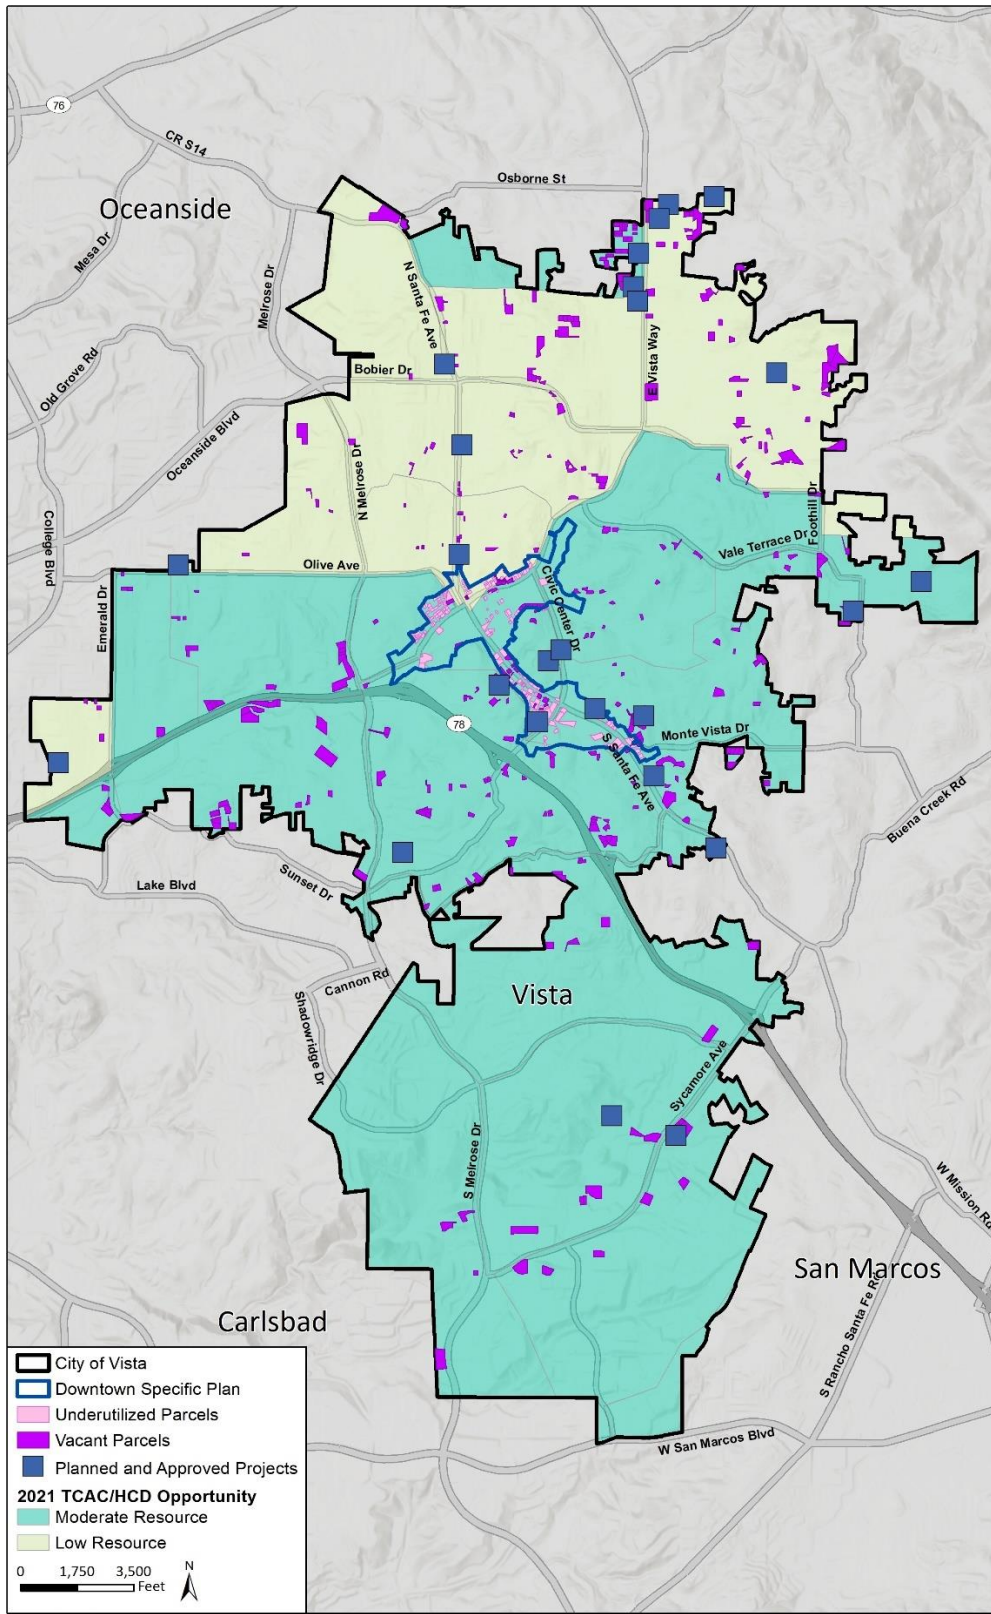 76
CR S14
Osborne St
Oceanside
Mesa Dr
Melrose Dr
N Santa Fe Ave
E Vista Way
Old Grove Rd
Bobier Dr
Oceanside Blvd
N Melrose Dr
College Blvd
Foothill Dr
Vale Terrace Dr
Olive Ave
Civic Center Dr
Emerald Dr
78
Monte Vista Dr
S Santa Fe Ave
Buena Creek Rd
Lake Blvd
Sunset Dr
Cannon Rd
Vista
Shadowridge Dr
Sycamore Ave
S Melrose Dr
W Mission Rd
San Marcos
S Rancho Santa Fe Rd
Carlsbad
W San Marcos Blvd
City of Vista
Downtown Specific Plan
Underutilized Parcels
Vacant Parcels
Planned and Approved Projects
2021 TCAC/HCD Opportunity
Moderate Resource
Low Resource
0 1,750 3,500
Feet
N